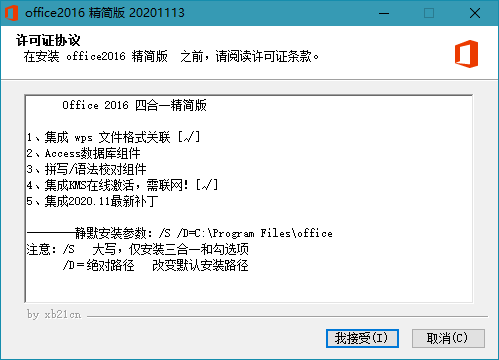 office2016 精简版 20201113
许可证协议
在安装 office2016 精简版 之前，请阅读许可证条款。
Office 2016 四合一精简版
1、集成 wps 文件格式关联 [√]
2、Access数据库组件
3、拼写/语法校对组件
4、集成KMS在线激活，需联网！[√]
5、集成2020.11最新补丁
————静默安装参数：/S /D=C:\Program Files\office
注意：/S 大写，仅安装三合一和勾选项
/D＝绝对路径 改变默认安装路径
by xb21cn
我接受(I)
取消(C)